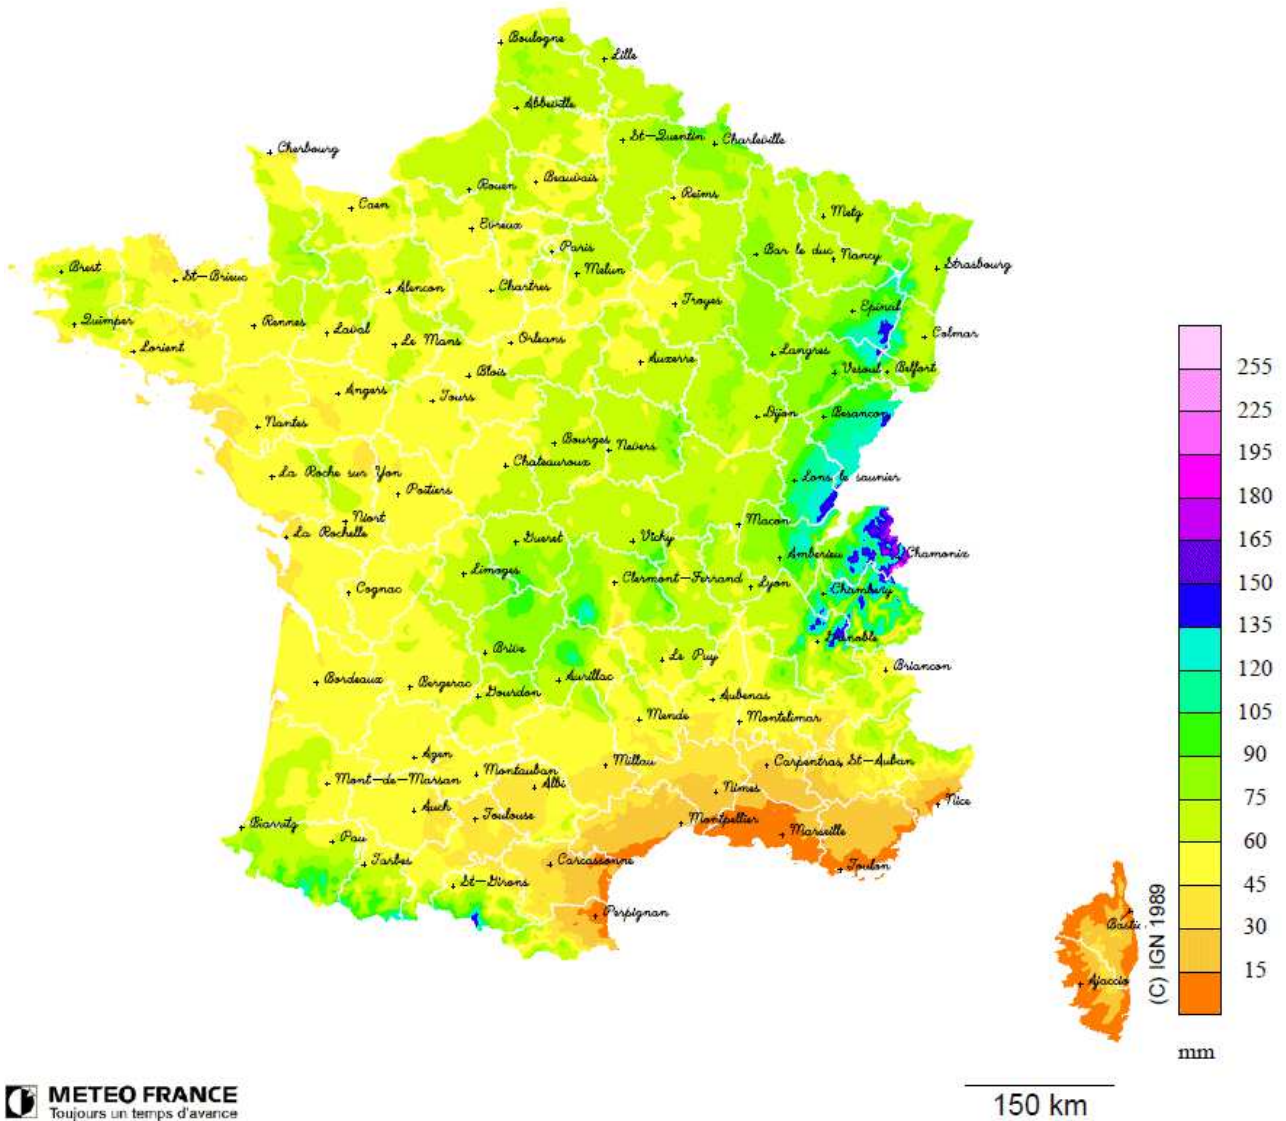 Boulogne
Lille
Abbeville
St-Quentin
Charleville
Cherbourg
Beauvais
Rouen
Reims
Caen
Metz
Evreux
Paris
Bar le duc
Nancy
Strasbourg
Brest
St-Brieuc
Melun
Alencon
Chartres
Troyes
Epinal
Quimper
Rennes
Laval
Le Mans
Orleans
Colmar
Lorient
Auxerre
Langres
Vesoul
Belfort
Blois
Angers
Tours
Dijon
Besancon
Nantes
Bourges
Nevers
Chateauroux
La Roche sur Yon
Poitiers
Lons le saunier
Niort
Macon
La Rochelle
Gueret
Vichy
Amberieu
Chamonix
Limoges
Clermont-Ferrand
Lyon
Chambery
Cognac
Grenoble
Brive
Le Puy
Briancon
Bordeaux
Bergerac
Gourdon
Aurillac
Aubenas
Mende
Montelimar
Agen
Millau
Carpentras
St-Auban
Mont-de-Marsan
Montauban
Albi
Nimes
Nice
Auch
Toulouse
Montpellier
Marseille
Biarritz
Pau
Tarbes
Carcassonne
Toulon
St-Girons
Perpignan
Ajaccio
(C) IGN 1989
255
225
195
180
165
150
135
120
105
90
75
60
45
30
15
mm
METEO FRANCE
Toujours un temps d'avance
150 km